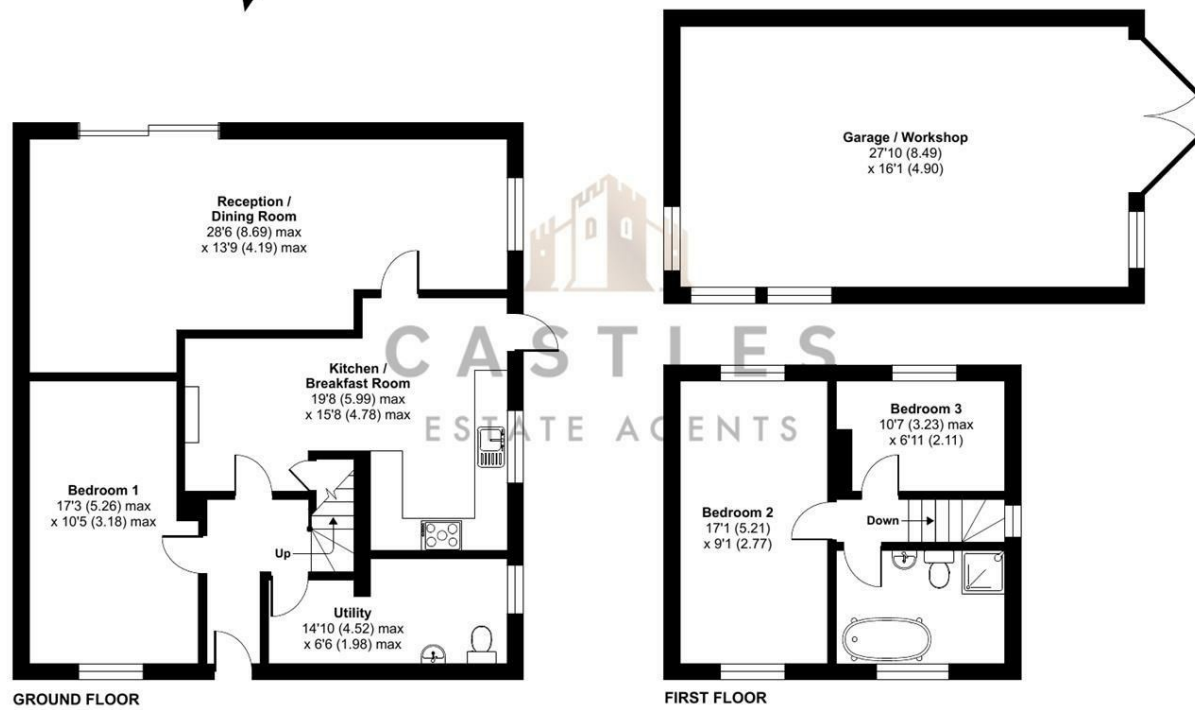 Garage / Workshop
27'10 (8.49)
x 16'1 (4.90)
Reception /
Dining Room
28'6 (8.69) max
x 13'9 (4.19) max
CASTLES
ESTATE AGENTS
Kitchen /
Breakfast Room
19'8 (5.99) max
x 15'8 (4.78) max
Bedroom 1
17'3 (5.26) max
x 10'5 (3.18) max
Up
Utility
14'10 (4.52) max
x 6'6 (1.98) max
GROUND FLOOR
Bedroom 3
10'7 (3.23) max
x 6'11 (2.11)
Bedroom 2
17'1 (5.21)
x 9'1 (2.77)
Down
FIRST FLOOR